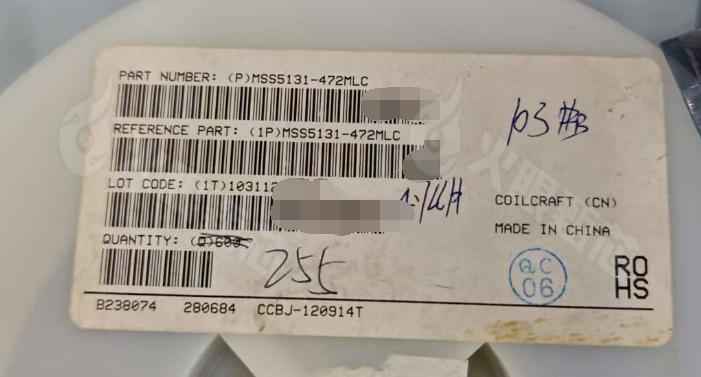 PART NUMBER: (P)MSS5131-472MLC
REFERENCE PART: (1P)MSS5131-472MLC
LOT CODE: (1T)103112
QUANTITY: (Q)600
255
COILCRAFT (CN)
MADE IN CHINA
QC
06
RO
HS
B238074 280684 CCBJ-120914T